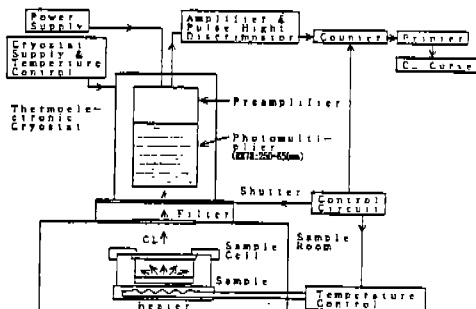 Power
Supply
Cryostat
Supply &
Temperature
Control
Thermoele-
ctronic
Cryostat
Amplifier &
Pulse Hight
Discriminator
Counter
Printer
CL Curve
Preamplifier
Photomulti-
plier
Shutter
Filter
Control
Circuit
CL
Sample
Cell
Sample
Room
Sample
Heater
Temperature
Control